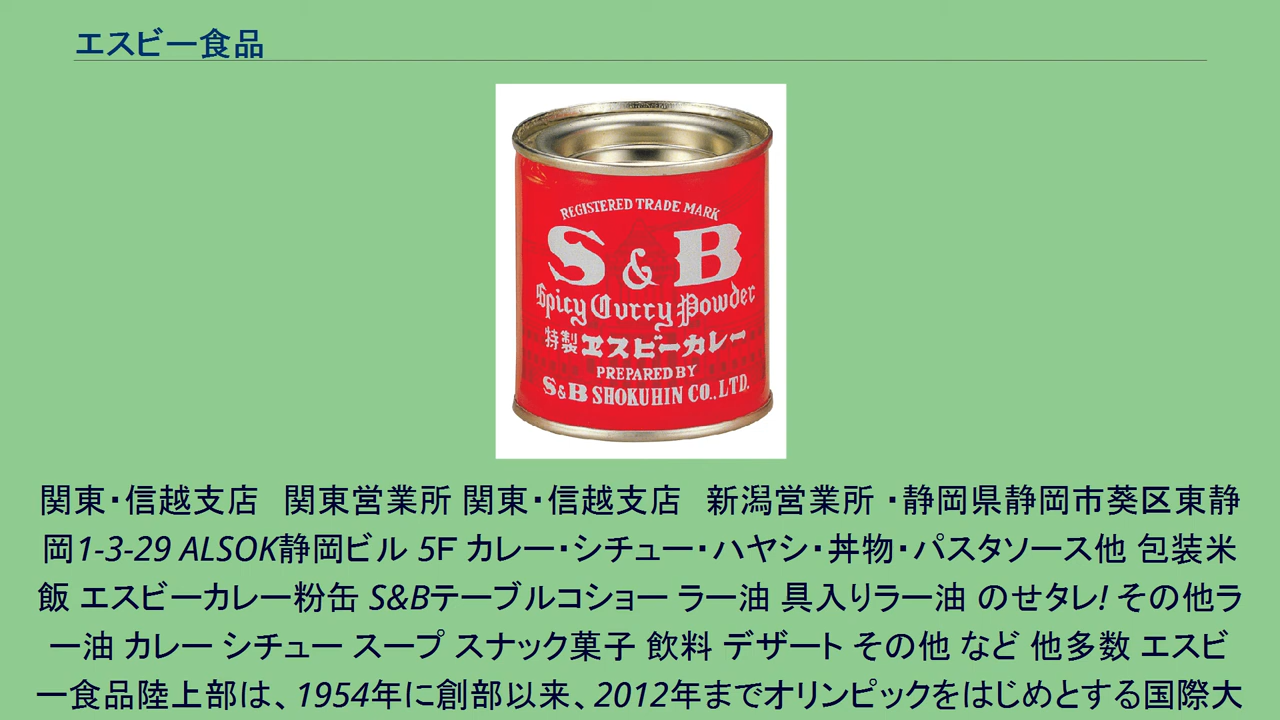 エスビー食品
REGISTERED TRADE MARK
S & B
Spicy Curry Powder
特製ヱスビーカレー
PREPARED BY
S&B SHOKUHIN CO., LTD.
関東・信越支店　関東営業所 関東・信越支店　新潟営業所 ・静岡県静岡市葵区東静
岡1-3-29 ALSOK静岡ビル 5F カレー・シチュー・ハヤシ・丼物・パスタソース他 包装米
飯 エスビーカレー粉缶 S&Bテーブルコショー ラー油 具入りラー油 のせタレ! その他ラ
ー油 カレー シチュー スープ スナック菓子 飲料 デザート その他 など 他多数 エスビ
ー食品陸上部は、1954年に創部以来、2012年までオリンピックをはじめとする国際大